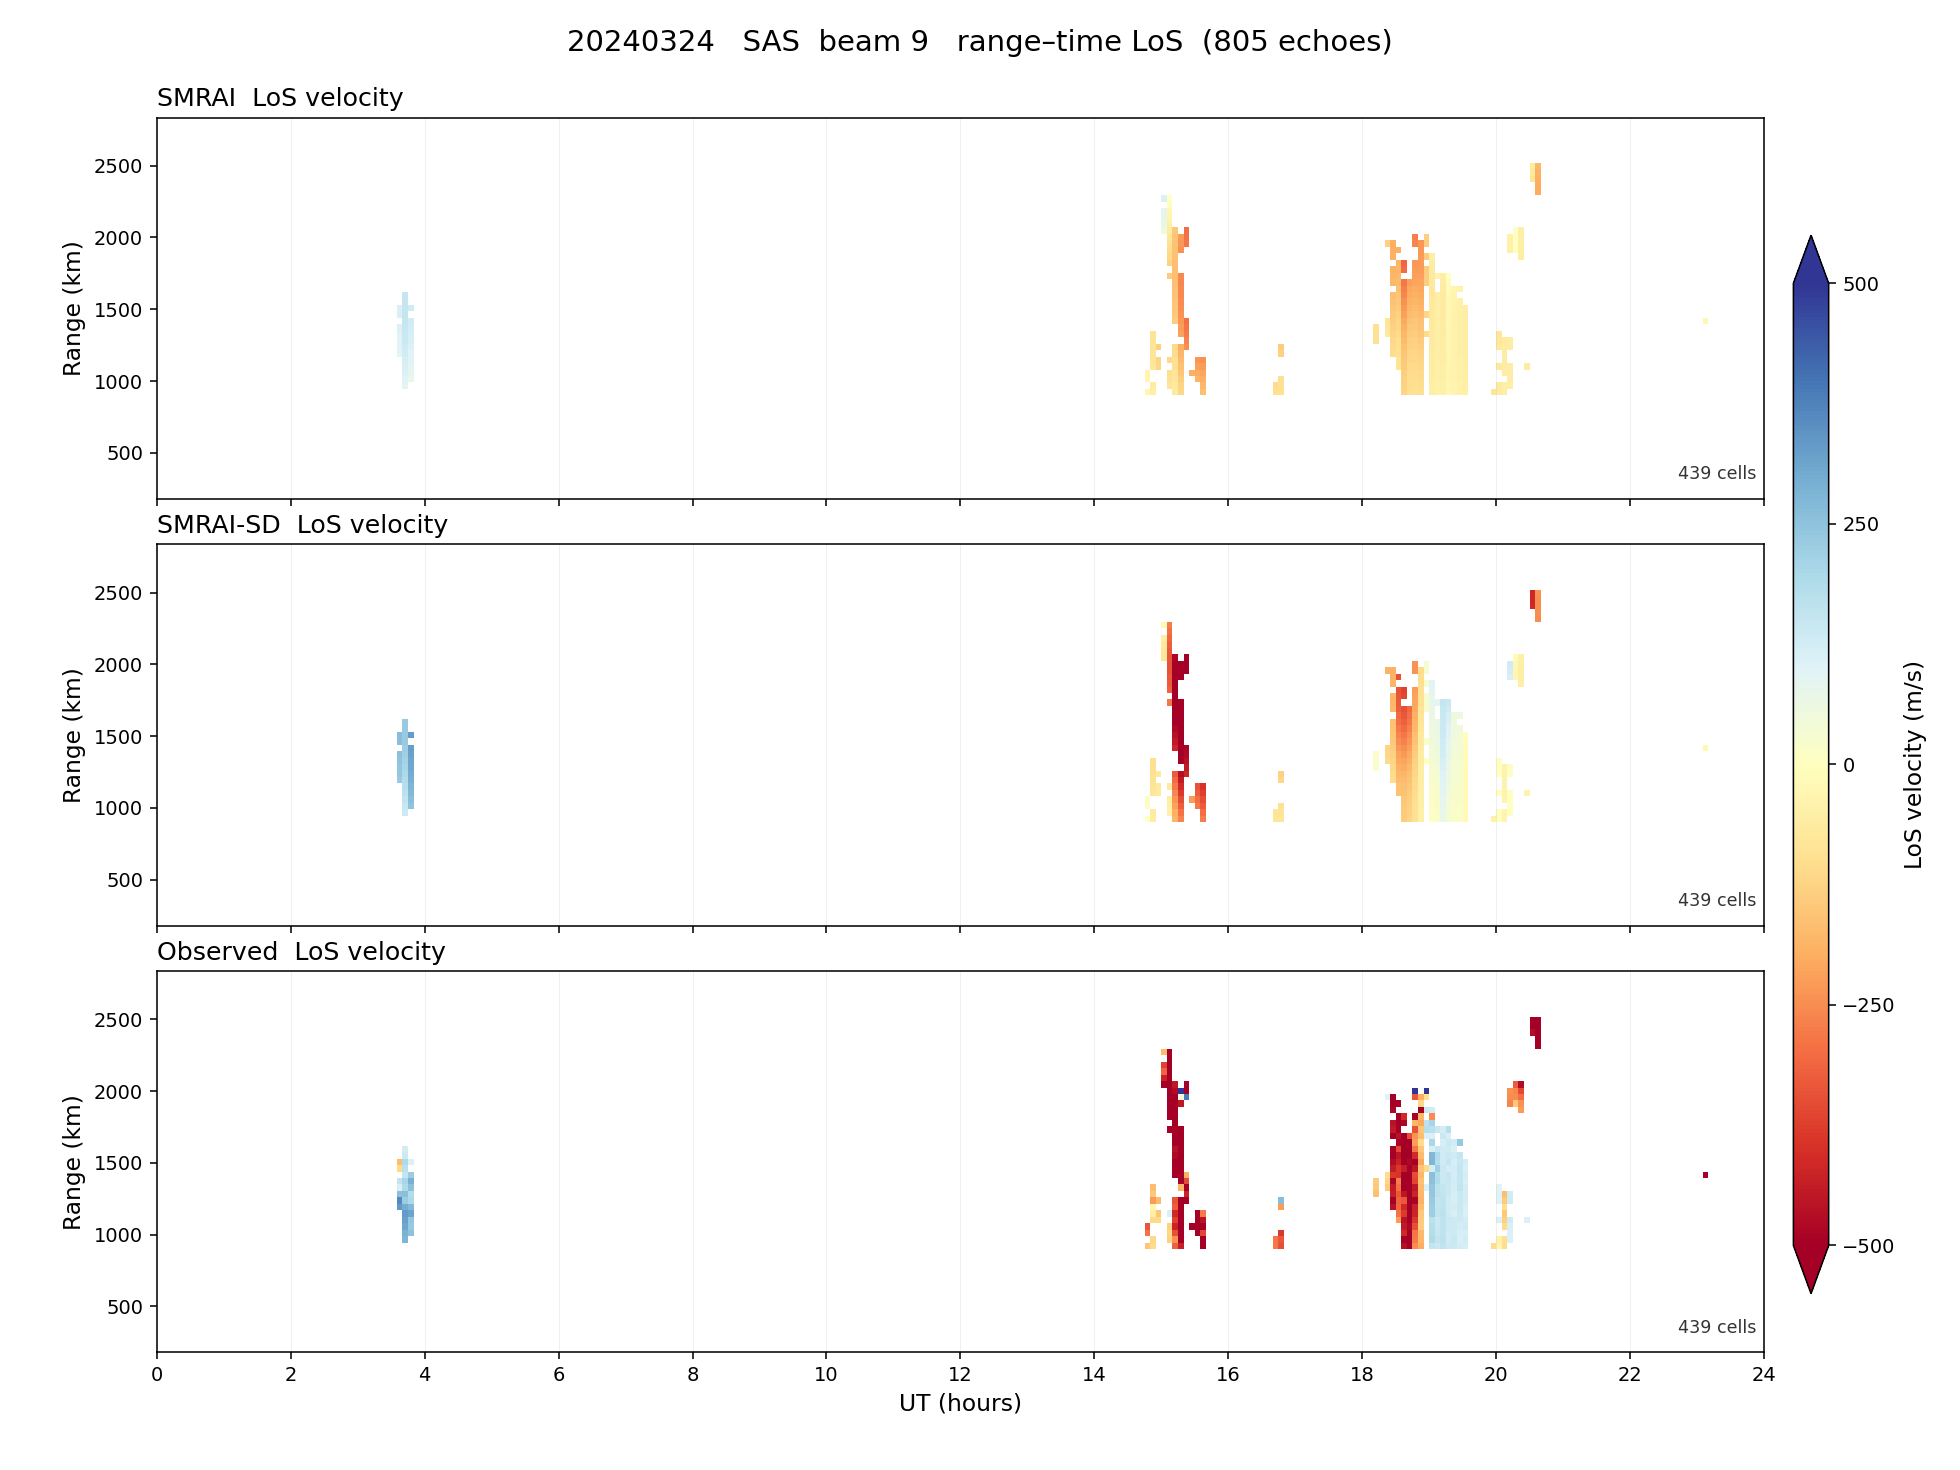 20240324   SAS  beam 9   range–time LoS  (805 echoes)
SMRAI  LoS velocity
2500
2000
1500
1000
500
Range (km)
439 cells
SMRAI-SD  LoS velocity
2500
2000
1500
1000
500
Range (km)
439 cells
Observed  LoS velocity
2500
2000
1500
1000
500
Range (km)
439 cells
0 2 4 6 8 10 12 14 16 18 20 22 24
UT (hours)
500
250
0
−250
−500
LoS velocity (m/s)